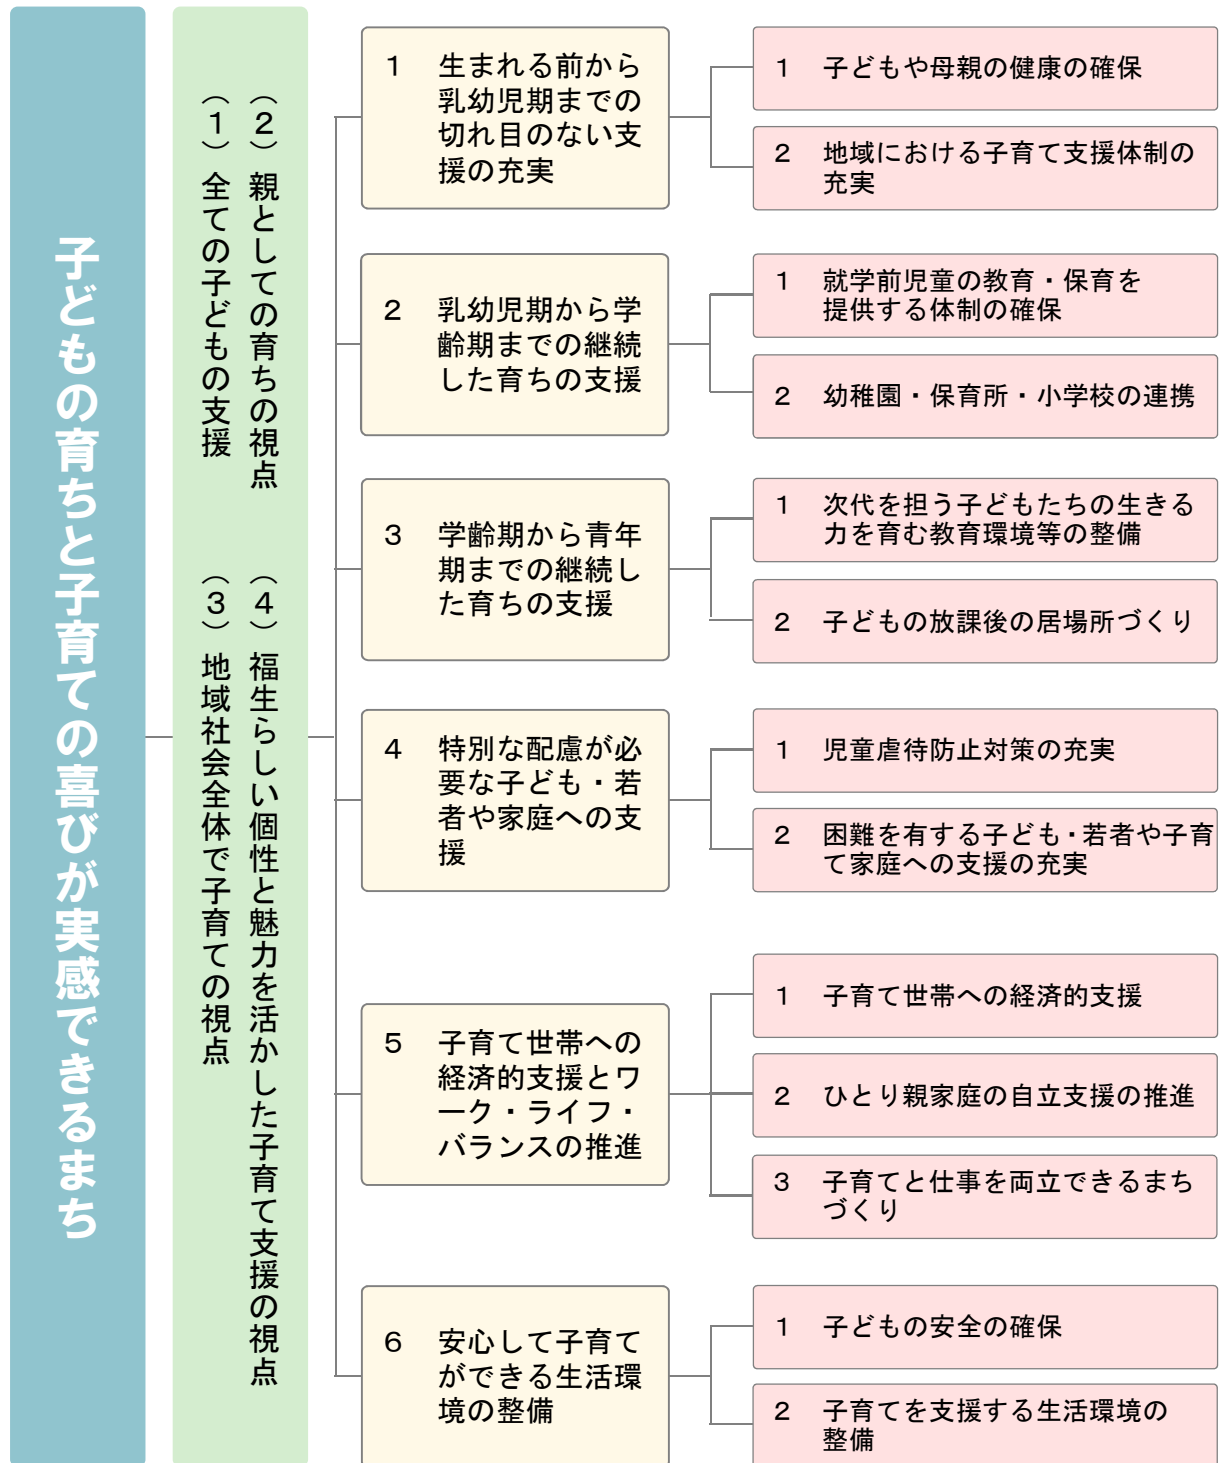 子どもの育ちと子育ての喜びが実感できるまち
（２）親としての育ちの視点
（１）全ての子どもの支援
（４）福生らしい個性と魅力を活かした子育て支援の視点
（３）地域社会全体で子育ての視点
１　生まれる前から
乳幼児期までの
切れ目のない支
援の充実
１　子どもや母親の健康の確保
２　地域における子育て支援体制の
充実
２　乳幼児期から学
齢期までの継続
した育ちの支援
１　就学前児童の教育・保育を
提供する体制の確保
２　幼稚園・保育所・小学校の連携
３　学齢期から青年
期までの継続し
た育ちの支援
１　次代を担う子どもたちの生きる
力を育む教育環境等の整備
２　子どもの放課後の居場所づくり
４　特別な配慮が必
要な子ども・若
者や家庭への支
援
１　児童虐待防止対策の充実
２　困難を有する子ども・若者や子育
て家庭への支援の充実
５　子育て世帯への
経済的支援とワ
ーク・ライフ・
バランスの推進
１　子育て世帯への経済的支援
２　ひとり親家庭の自立支援の推進
３　子育てと仕事を両立できるまち
づくり
６　安心して子育て
ができる生活環
境の整備
１　子どもの安全の確保
２　子育てを支援する生活環境の
整備